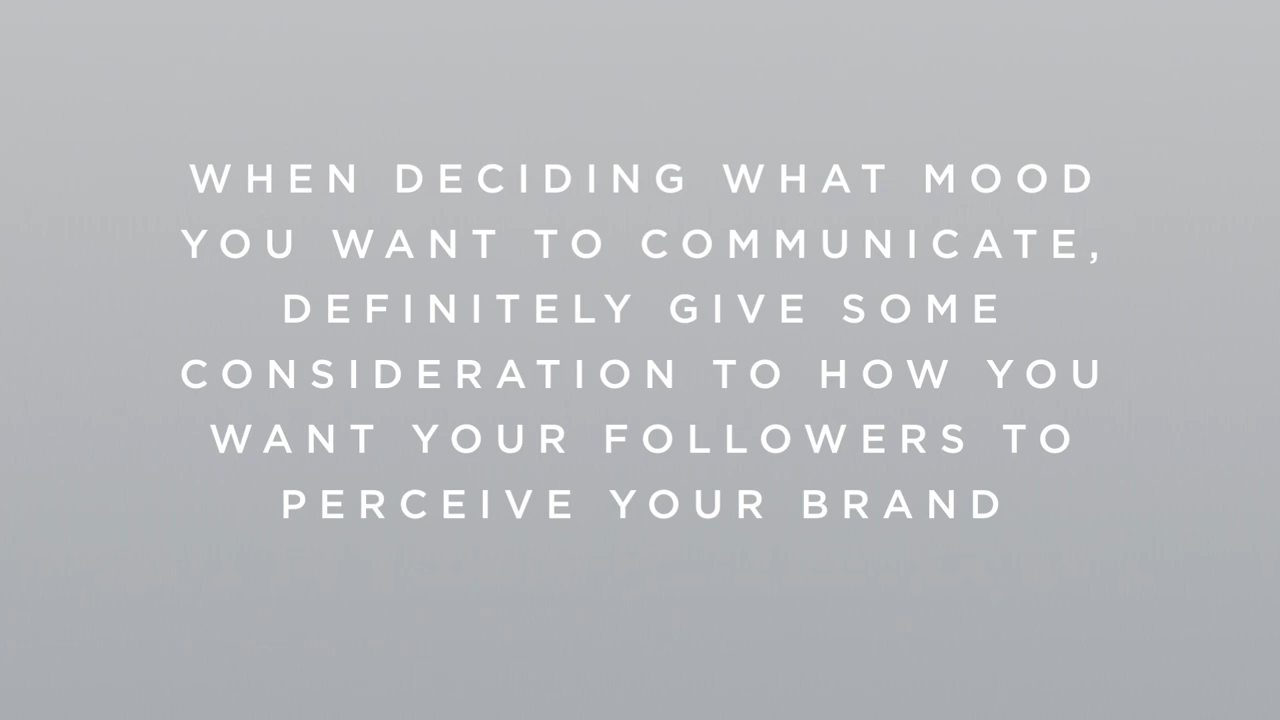 WHEN DECIDING WHAT MOOD
YOU WANT TO COMMUNICATE,
DEFINITELY GIVE SOME
CONSIDERATION TO HOW YOU
WANT YOUR FOLLOWERS TO
PERCEIVE YOUR BRAND